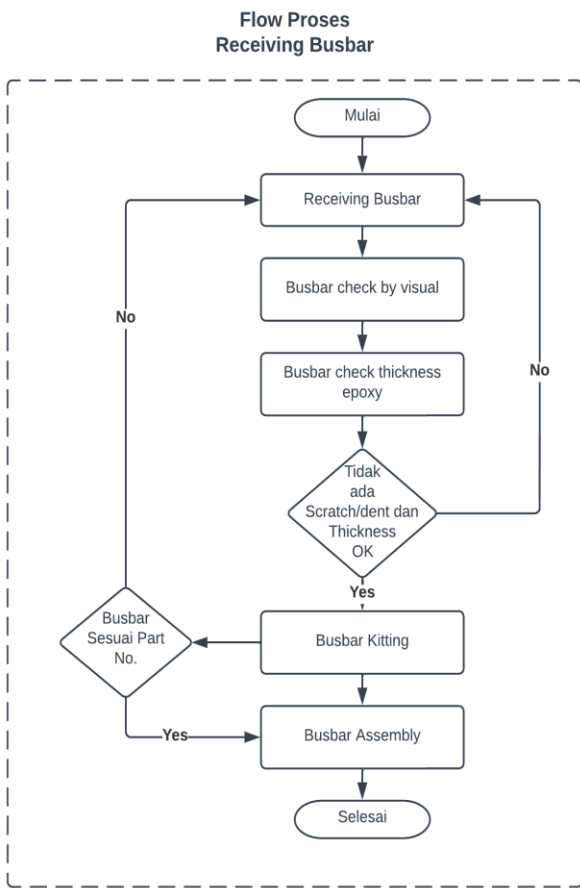 Flow Proses
Receiving Busbar
Mulai
Receiving Busbar
Busbar check by visual
No
Busbar check thickness
epoxy
No
Tidak
ada
Scratch/dent dan
Thickness
OK
Yes
Busbar
Sesuai Part
No.
Busbar Kitting
Yes
Busbar Assembly
Selesai